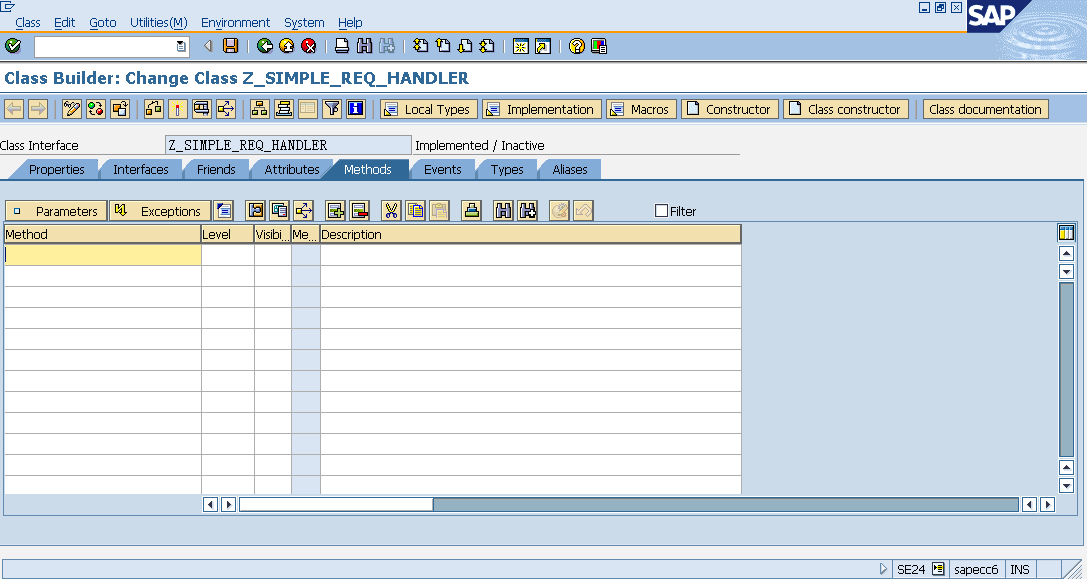 Class Edit Goto Utilities(M) Environment System Help
SAP
Class Builder: Change Class Z_SIMPLE_REQ_HANDLER
Local Types Implementation Macros Constructor Class constructor Class documentation
Class Interface Z_SIMPLE_REQ_HANDLER Implemented / Inactive
Properties Interfaces Friends Attributes Methods Events Types Aliases
Parameters Exceptions Filter
Method Level Visibi... Me... Description
SE24 sapecc6 INS